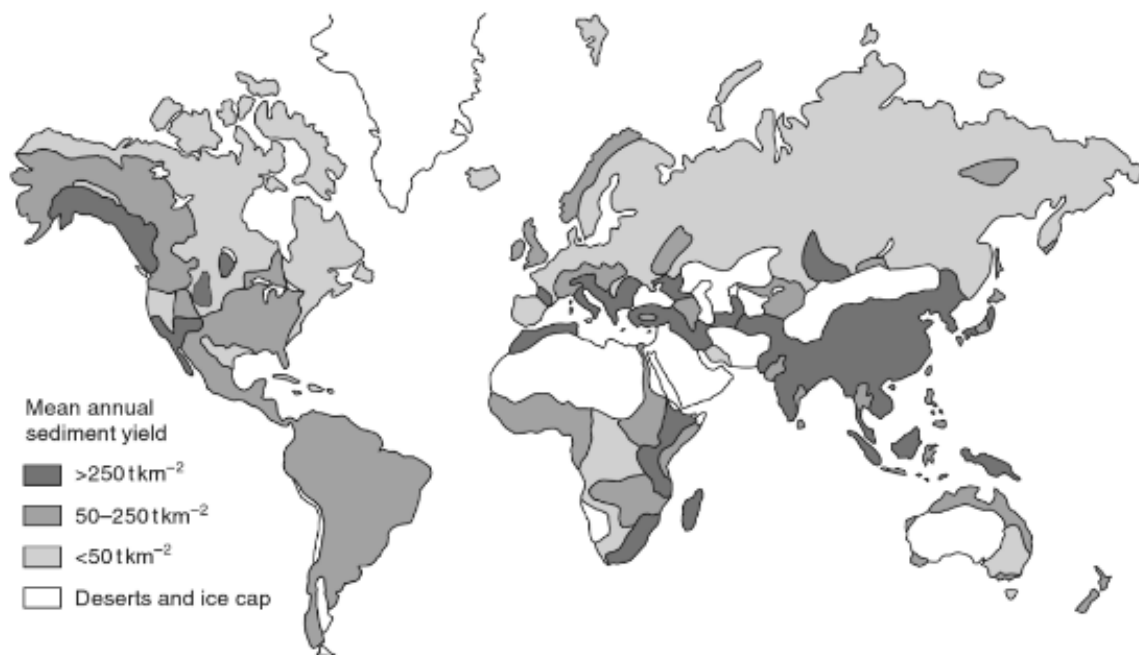 Mean annual
sediment yield
>250 t km⁻²
50–250 t km⁻²
<50 t km⁻²
Deserts and ice cap